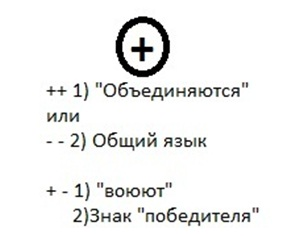 +
++ 1) "Объединяются"
или
- - 2) Общий язык
+ - 1) "воюют"
2)Знак "победителя"